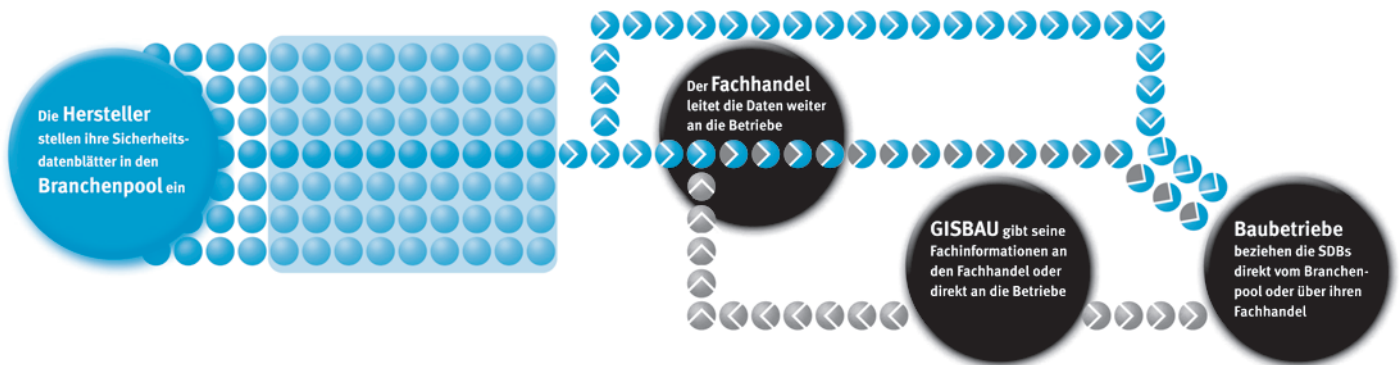 Die Hersteller
stellen ihre Sicherheits-
datenblätter in den
Branchenpool ein
Der Fachhandel
leitet die Daten weiter
an die Betriebe
GISBAU gibt seine
Fachinformationen an
den Fachhandel oder
direkt an die Betriebe
Baubetriebe
beziehen die SDBs
direkt vom Branchen-
pool oder über ihren
Fachhandel